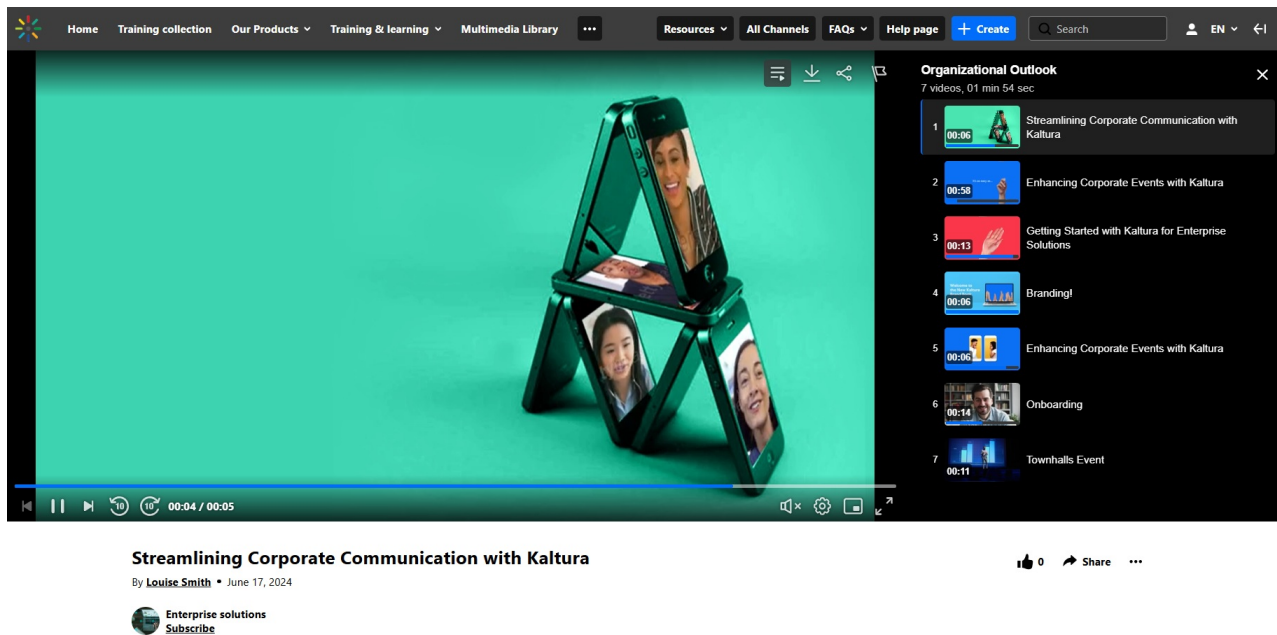 Home Training collection Our Products Training & learning Multimedia Library ••• Resources All Channels FAQs Help page + Create Search EN
Organizational Outlook
7 videos, 01 min 54 sec
1 00:06 Streamlining Corporate Communication with
Kaltura
2 00:58 Enhancing Corporate Events with Kaltura
3 00:13 Getting Started with Kaltura for Enterprise
Solutions
4 00:06 Branding!
5 00:06 Enhancing Corporate Events with Kaltura
6 00:14 Onboarding
7 00:11 Townhalls Event
10 10 00:04 / 00:05
Streamlining Corporate Communication with Kaltura
0 Share •••
By Louise Smith • June 17, 2024
Enterprise solutions
Subscribe